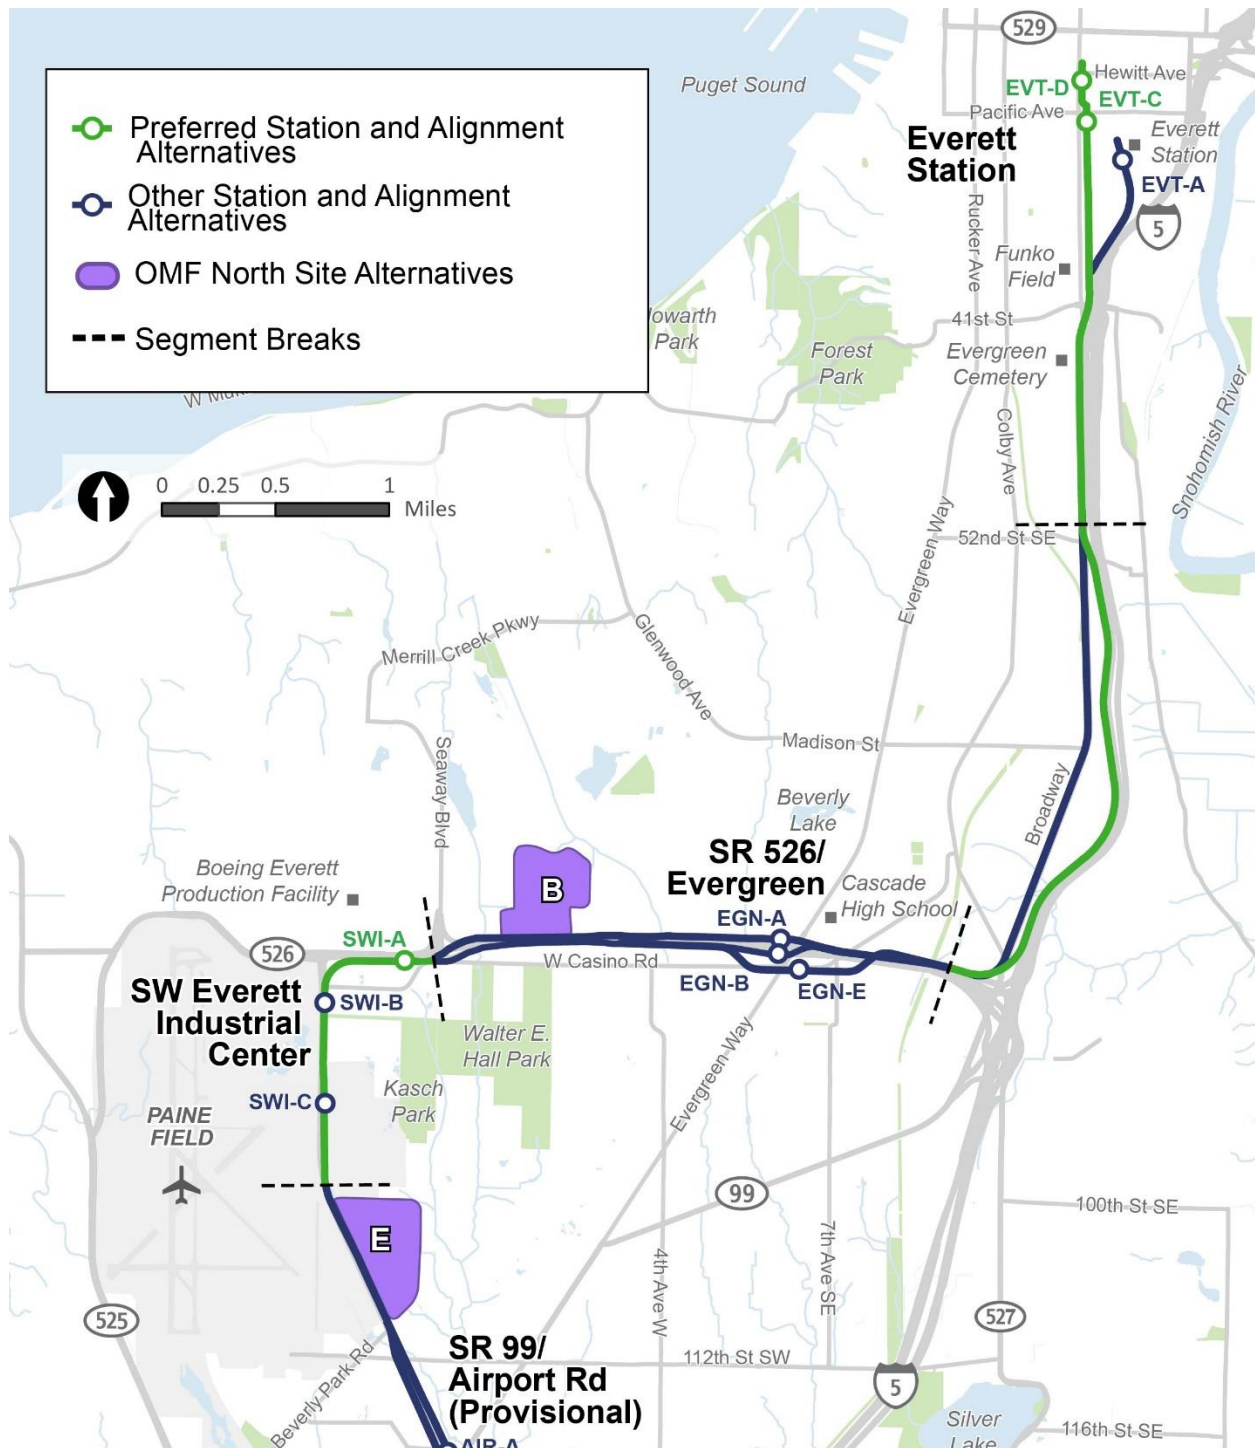 529
Puget Sound
Hewitt Ave
EVT-D
EVT-C
Pacific Ave
Everett
Station
Everett
Station
EVT-A
Preferred Station and Alignment
Alternatives
Other Station and Alignment
Alternatives
OMF North Site Alternatives
Segment Breaks
5
Rucker Ave
Funko
Field
41st St
Park
Forest
Park
Evergreen
Cemetery
Colby Ave
Snohomish River
0 0.25 0.5 1
Miles
Evergreen Way
52nd St SE
Merrill Creek Pkwy
Glenwood Ave
Seaway Blvd
Madison St
Broadway
Beverly
Lake
SR 526/
Evergreen
Boeing Everett
Production Facility
B
Cascade
High School
EGN-A
526
SWI-A
W Casino Rd
EGN-B
EGN-E
SW Everett
Industrial
Center
SWI-B
Walter E.
Hall Park
Evergreen Way
Kasch
Park
SWI-C
PAINE
FIELD
99
100th St SE
E
4th Ave W
7th Ave SE
525
527
SR 99/
Airport Rd
(Provisional)
Beverly Park Rd
112th St SW
5
Silver
Lake
116th St SE
AIR-A